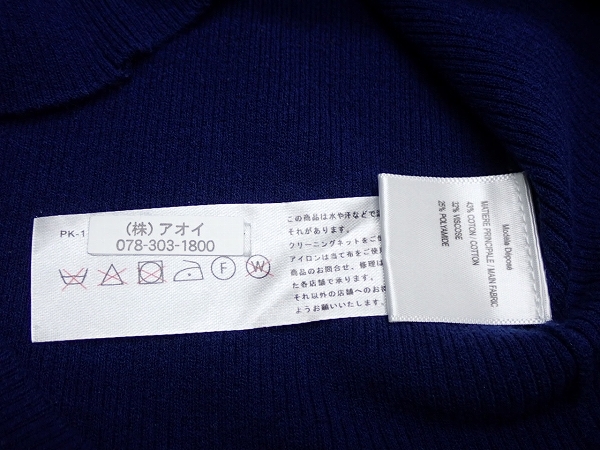 PK-1
(株)アオイ
078-303-1800
F
W
この商品は水や汗などで
それがあります。
クリーニングネットをご
アイロンは当て布をご使
商品のお問合せ、修理は
た各店舗で承ります。
それ以外の店舗へのお
ようお願いいたします。
Modèle Déposé
MATIERE PRINCIPALE / MAIN FABRIC
43% COTON / COTTON
32% VISCOSE
25% POLYAMIDE